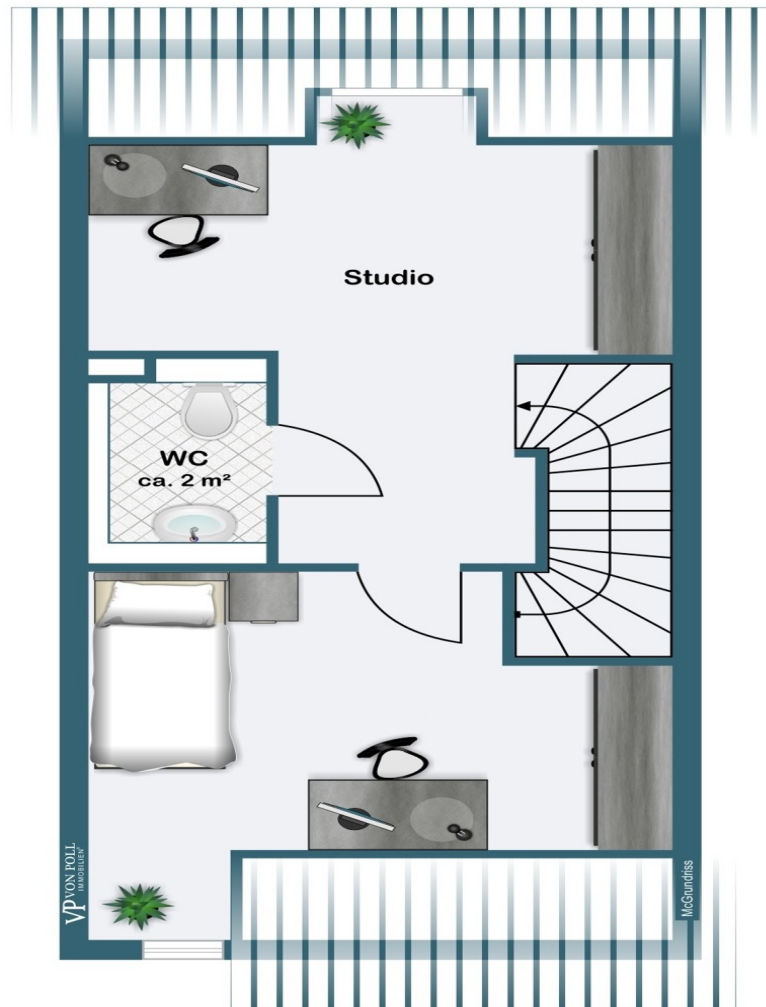 Studio
WC
ca. 2 m²
VP VON POLL
IMMOBILIEN®
McGrundriss